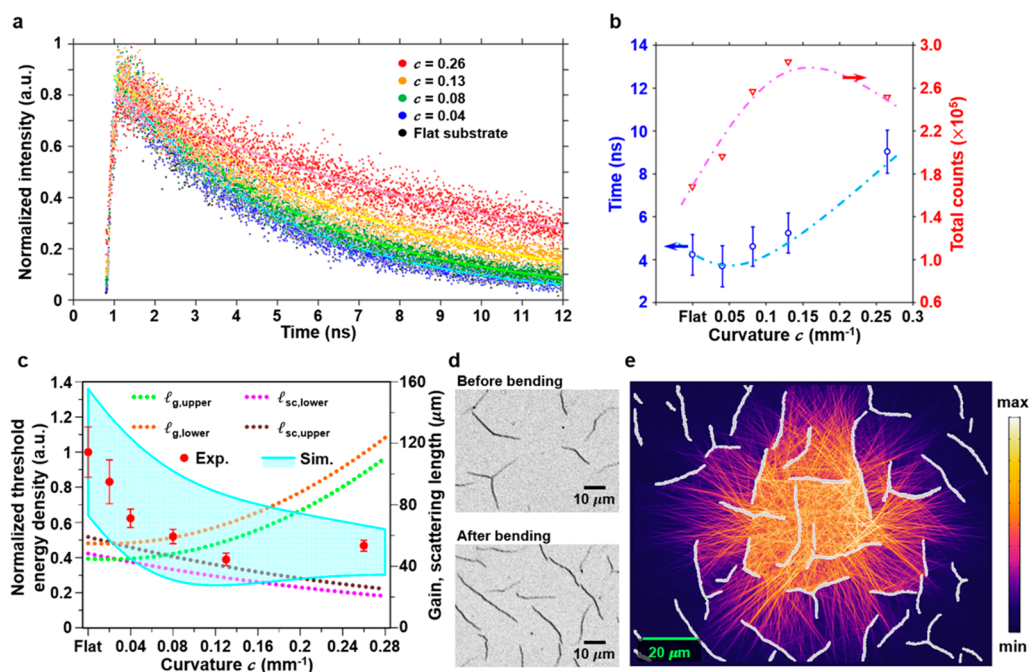 a
Normalized intensity (a.u.)
1
0.8
0.6
0.4
0.2
0
0
1
2
3
4
5
6
7
8
9
10
11
12
Time (ns)
c = 0.26
c = 0.13
c = 0.08
c = 0.04
Flat substrate
b
Time (ns)
14
12
10
8
6
4
2
3.0
2.6
2.2
1.8
1.4
1.0
0.6
Total counts (×10⁵)
Flat
0.05
0.1
0.15
0.2
0.25
0.3
Curvature c (mm⁻¹)
c
Normalized threshold
energy density (a.u.)
1.4
1.2
1
0.8
0.6
0.4
0.2
0
ℓg,upper
ℓsc,lower
ℓg,lower
ℓsc,upper
Exp.
Sim.
160
120
80
40
0
Gain, scattering length (μm)
Flat
0.04
0.08
0.12
0.16
0.20
0.24
0.28
Curvature c (mm⁻¹)
d
Before bending
10 μm
After bending
10 μm
e
20 μm
max
min